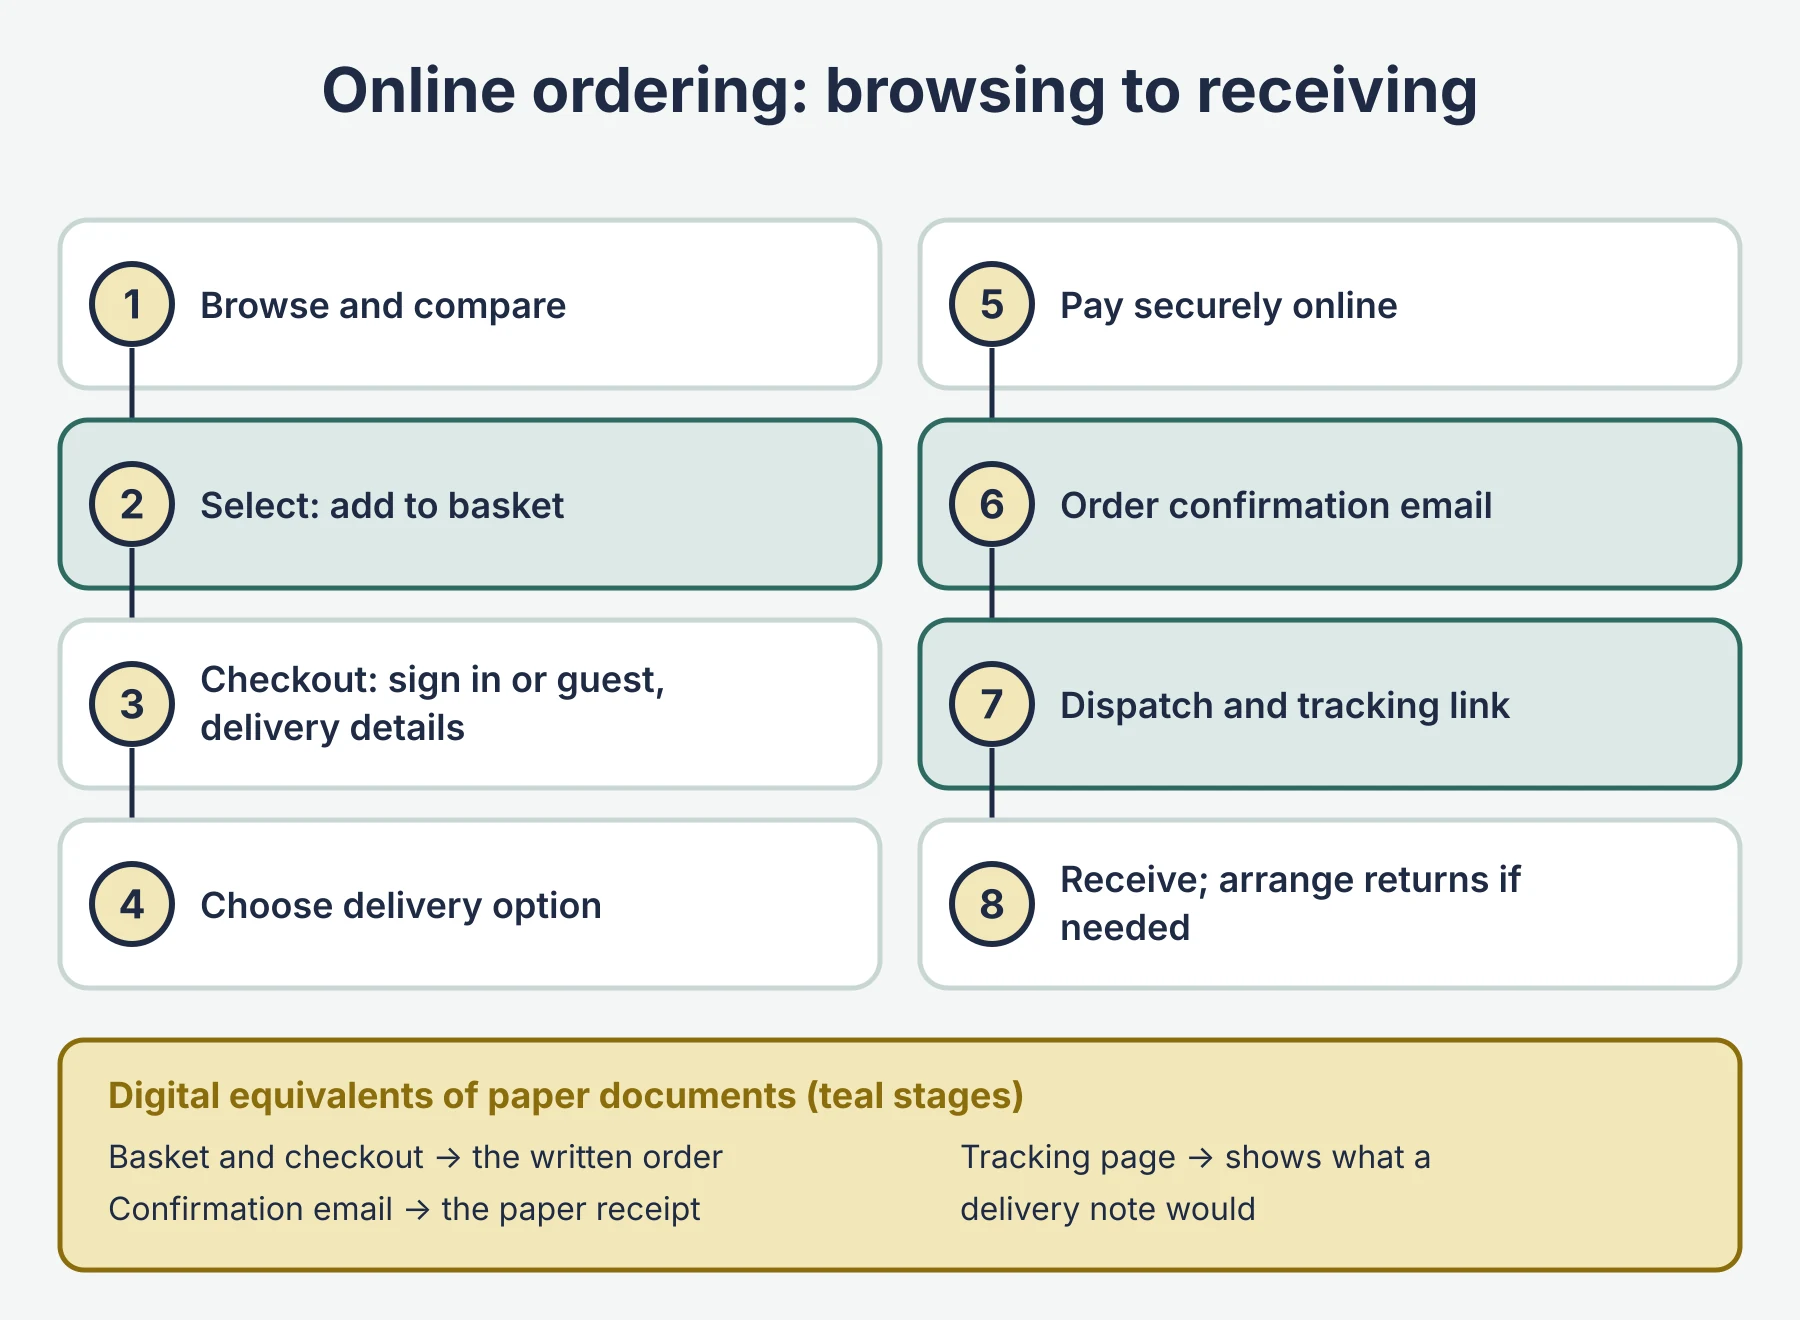 Online ordering: browsing to receiving
1 Browse and compare
2 Select: add to basket
3 Checkout: sign in or guest,
delivery details
4 Choose delivery option
5 Pay securely online
6 Order confirmation email
7 Dispatch and tracking link
8 Receive; arrange returns if
needed
Digital equivalents of paper documents (teal stages)
Basket and checkout → the written order
Confirmation email → the paper receipt
Tracking page → shows what a
delivery note would